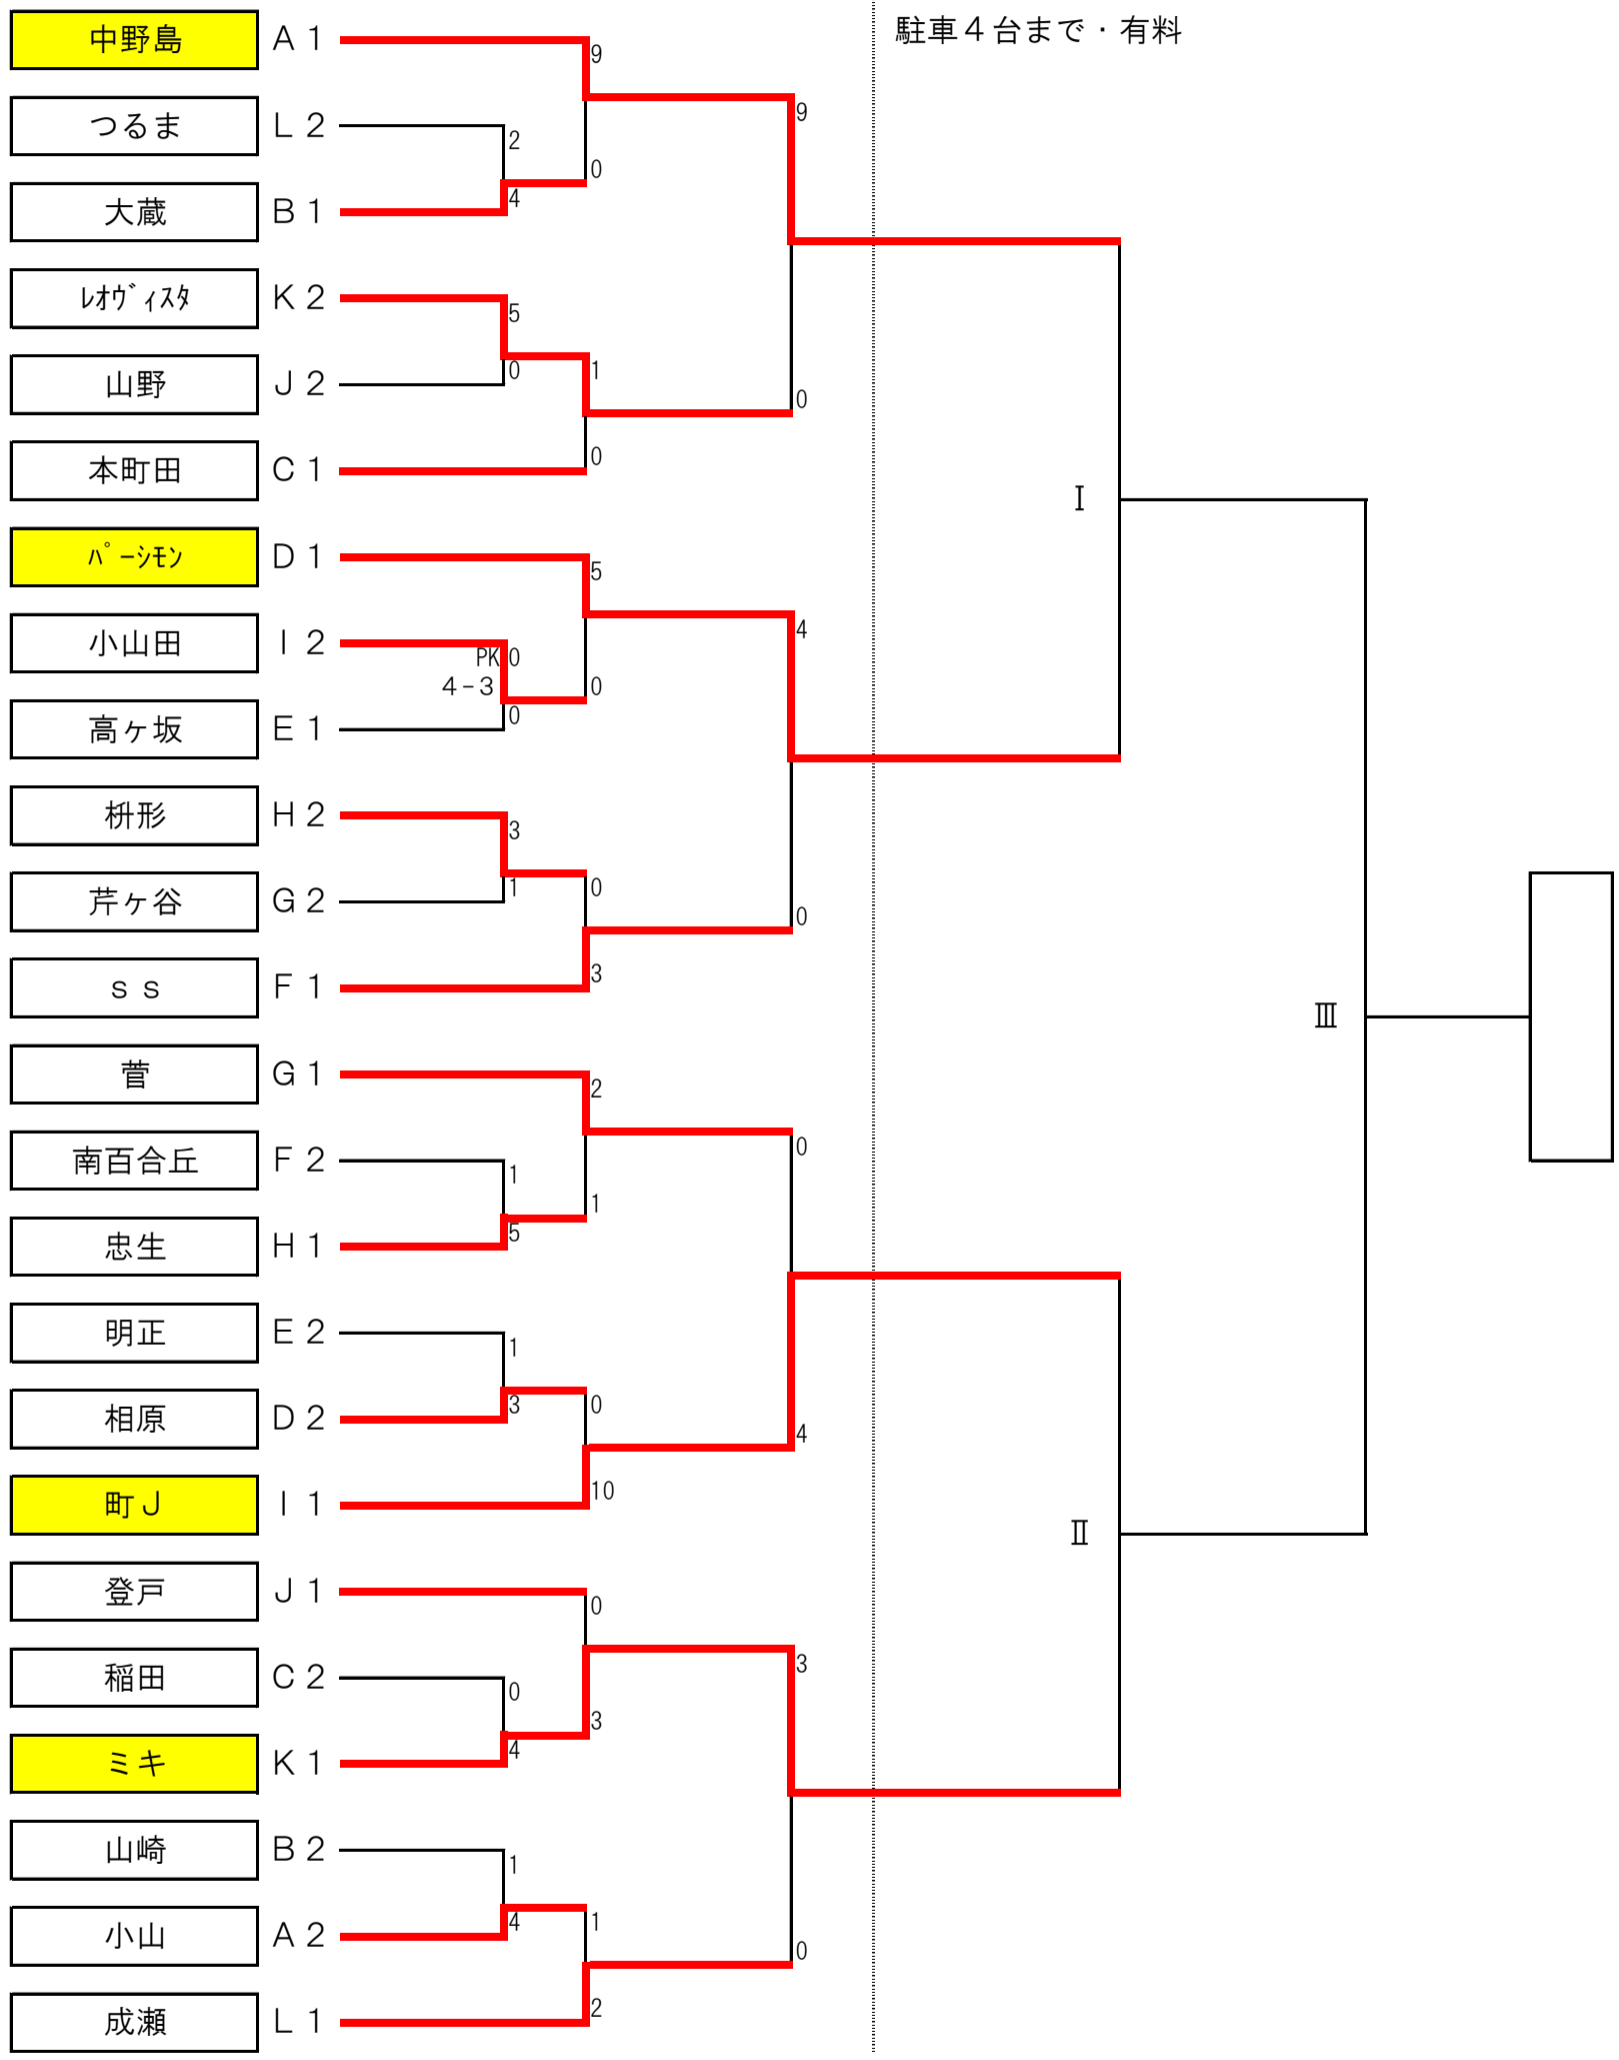 駐車４台まで・有料
中野島 Ａ１
9
9
つるま Ｌ２
2
0
大蔵 Ｂ１
4
ﾚｵｳﾞｨｽﾀ Ｋ２
5
山野 Ｊ２
0
1
0
本町田 Ｃ１
0
Ⅰ
ﾊﾟｰｼﾓﾝ Ｄ１
5
4
小山田 Ｉ２
PK 0
４－３
0
高ヶ坂 Ｅ１
0
枡形 Ｈ２
3
芹ヶ谷 Ｇ２
1
0
0
ｓｓ Ｆ１
3
Ⅲ
菅 Ｇ１
2
0
南百合丘 Ｆ２
1
1
忠生 Ｈ１
5
明正 Ｅ２
1
相原 Ｄ２
3
0
4
町Ｊ Ｉ１
10
Ⅱ
登戸 Ｊ１
0
3
稲田 Ｃ２
0
3
ミキ Ｋ１
4
山崎 Ｂ２
1
小山 Ａ２
4
1
0
成瀬 Ｌ１
2